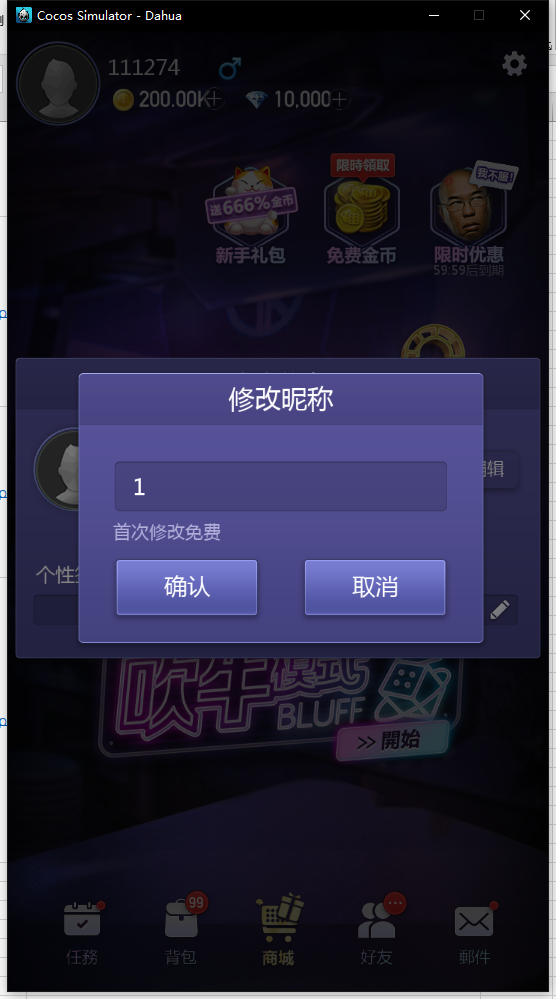 Cocos Simulator - Dahua
111274
200.00K
10,000
送666%金币
限時領取
我不服!
新手礼包
免费金币
限时优惠
59:59后到期
修改昵称
1
首次修改免费
确认
取消
辑
个性
吹牛模式
BLUFF
>> 開始
99
任務
背包
商城
好友
郵件